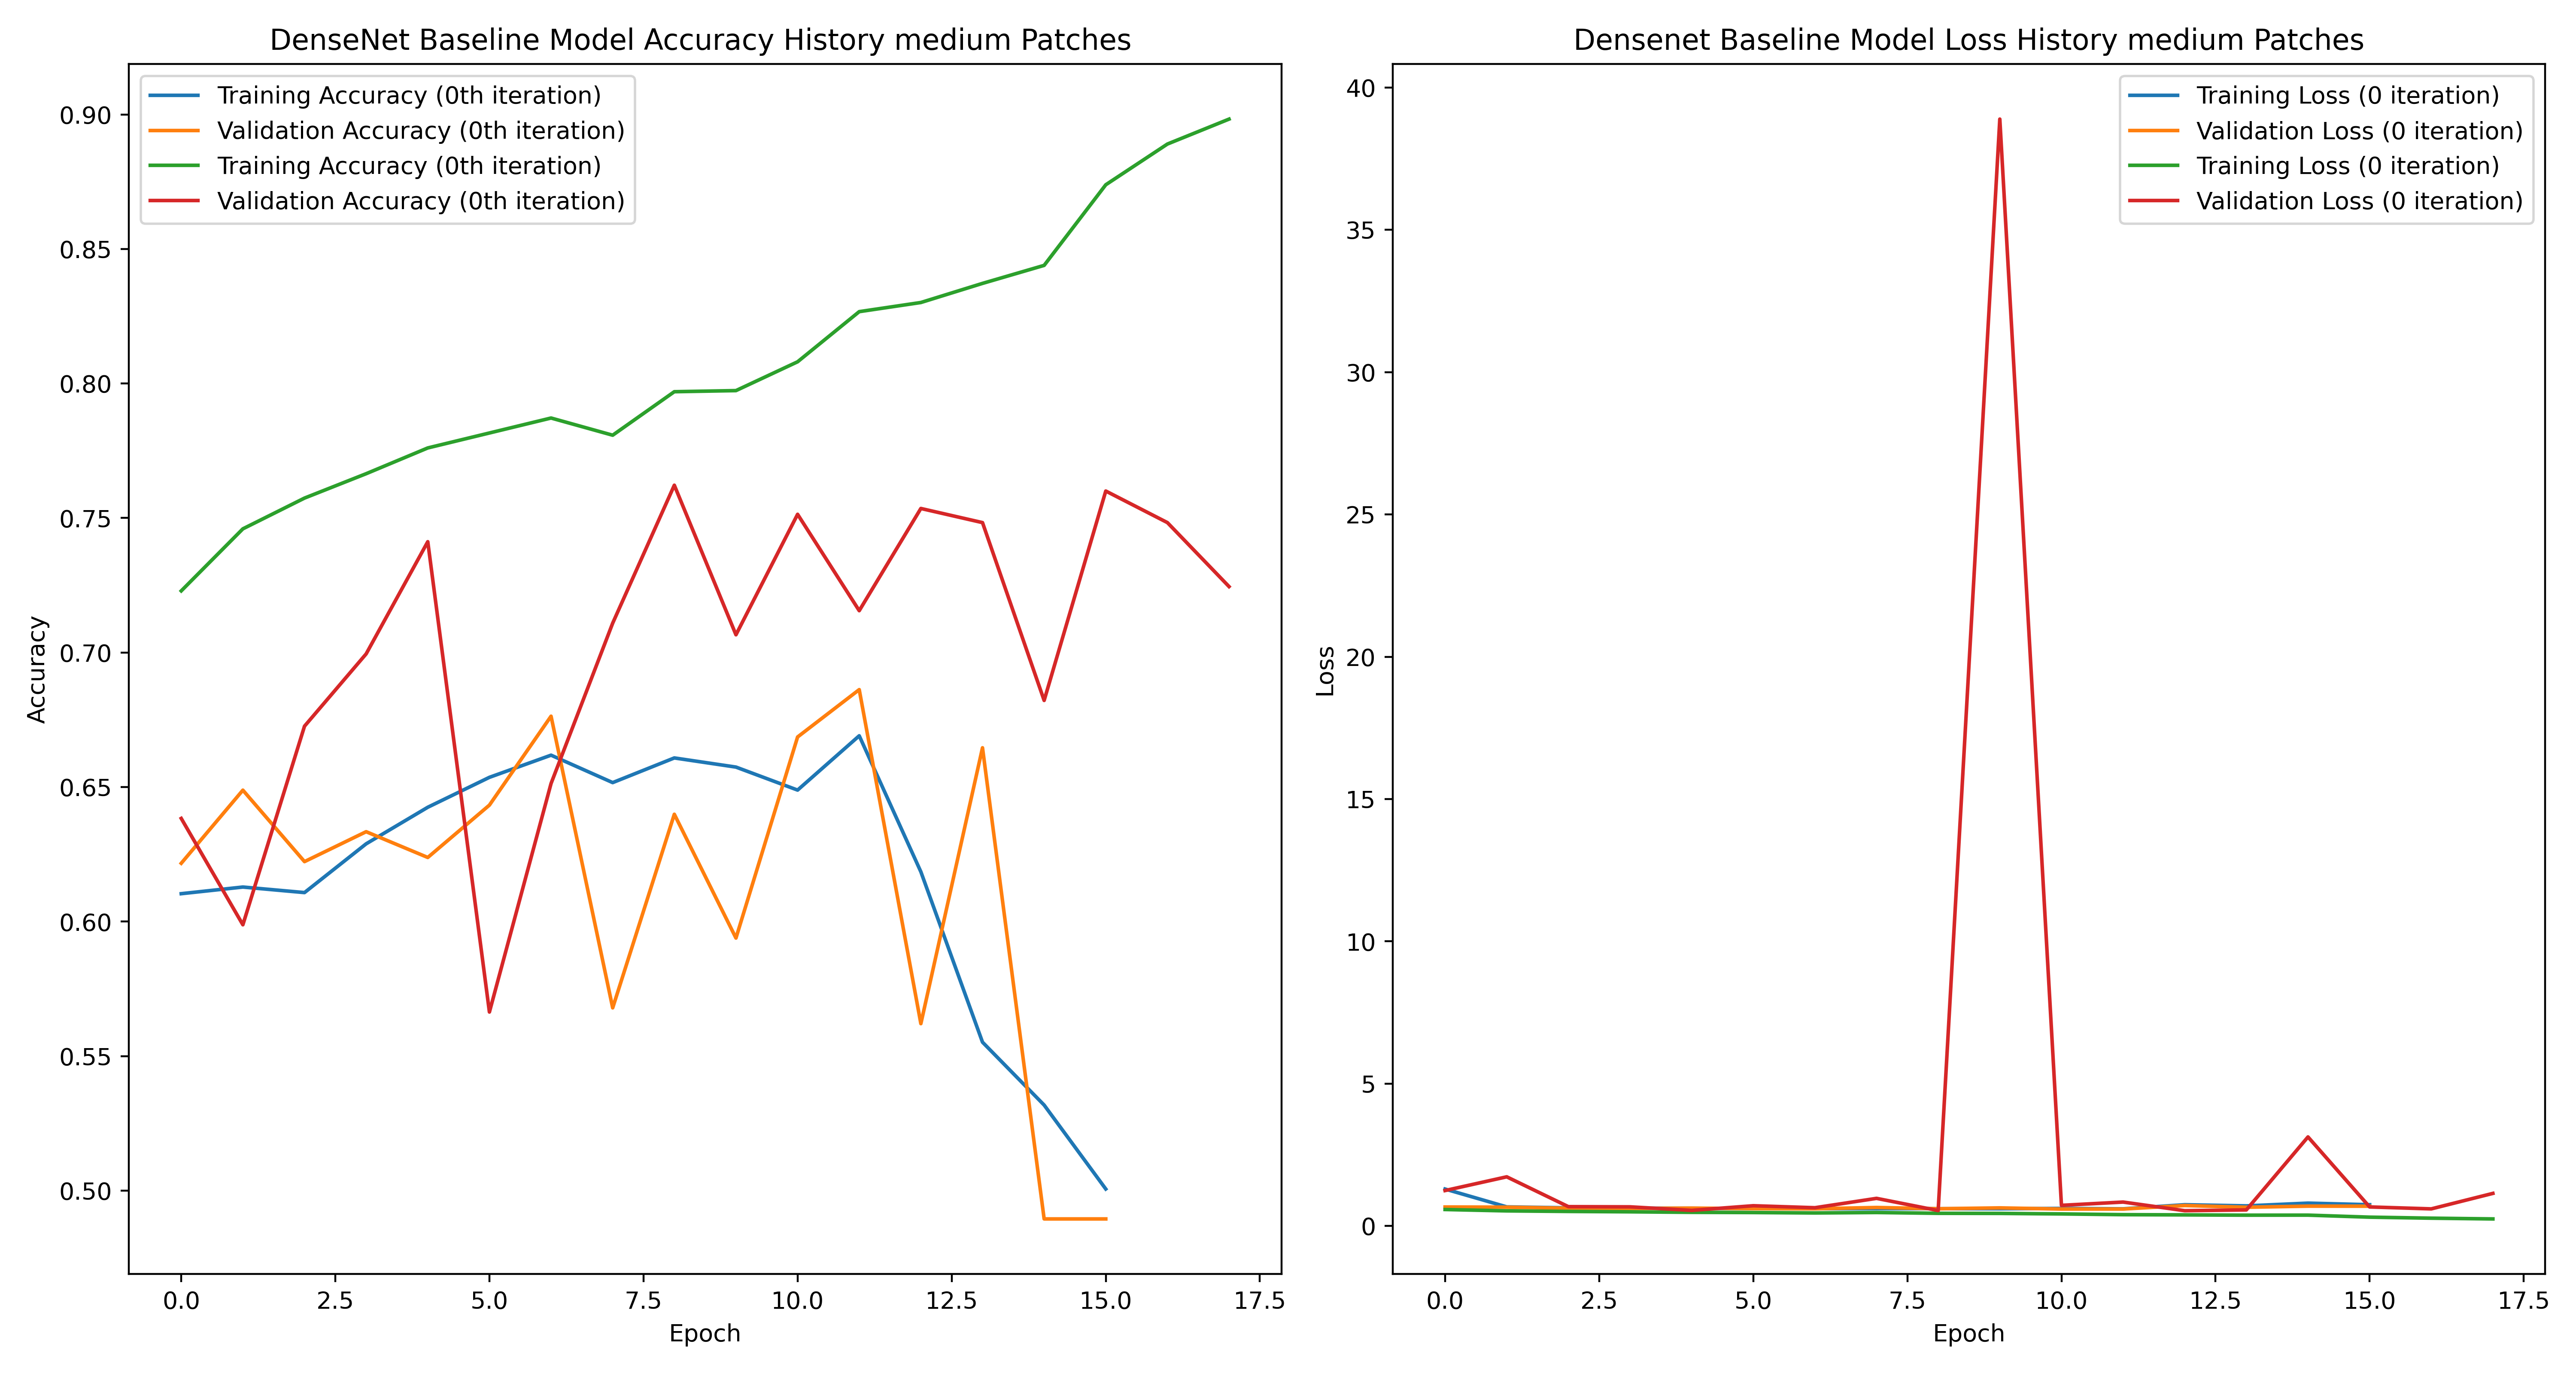 DenseNet Baseline Model Accuracy History medium Patches
Training Accuracy (0th iteration)
Validation Accuracy (0th iteration)
Training Accuracy (0th iteration)
Validation Accuracy (0th iteration)
0.90
0.85
0.80
0.75
0.70
0.65
0.60
0.55
0.50
Accuracy
0.0 2.5 5.0 7.5 10.0 12.5 15.0 17.5
Epoch
Densenet Baseline Model Loss History medium Patches
Training Loss (0 iteration)
Validation Loss (0 iteration)
Training Loss (0 iteration)
Validation Loss (0 iteration)
40
35
30
25
20
15
10
5
0
Loss
0.0 2.5 5.0 7.5 10.0 12.5 15.0 17.5
Epoch